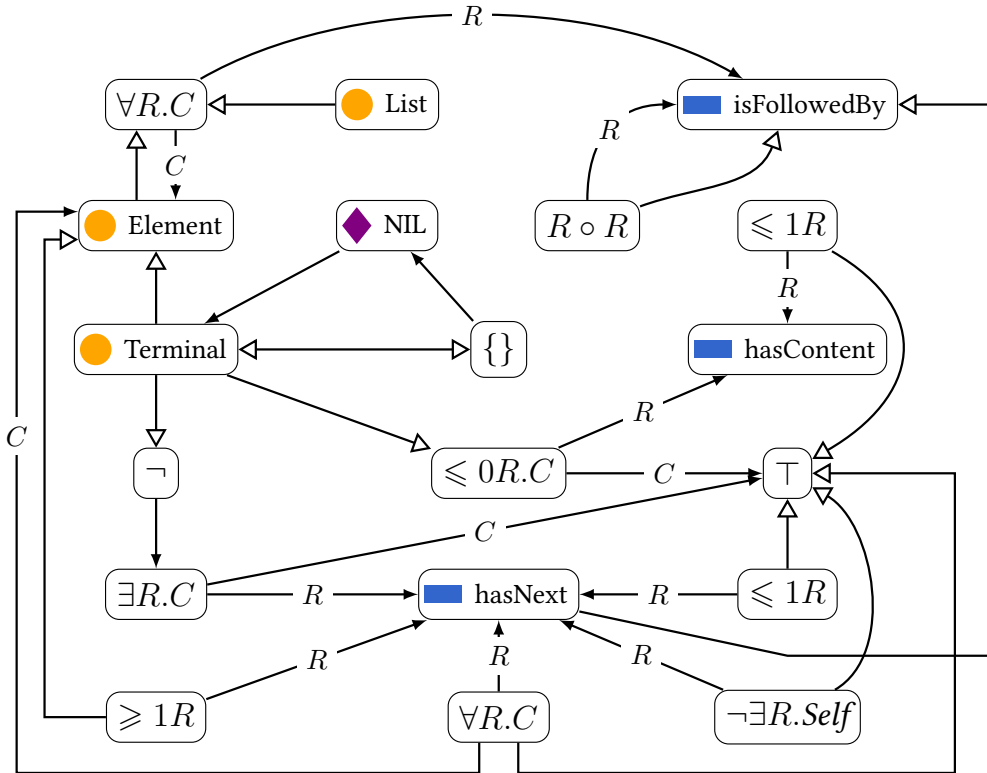 R
∀R.C
List
isFollowedBy
R
C
Element
NIL
R ∘ R
⩽ 1R
R
Terminal
{}
hasContent
R
C
¬
⩽ 0R.C
C
⊤
C
∃R.C
R
hasNext
R
⩽ 1R
R
R
R
⩾ 1R
∀R.C
¬∃R.Self